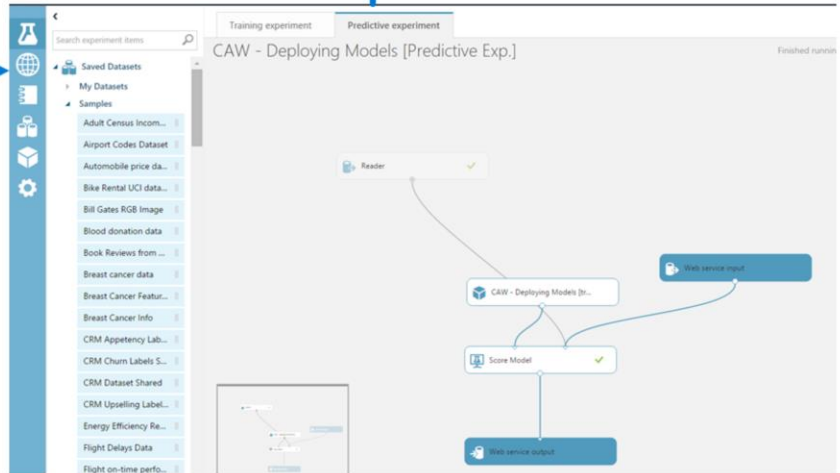 Training experiment
Predictive experiment
Search experiment items
CAW - Deploying Models [Predictive Exp.]
Finished runnin
Saved Datasets
My Datasets
Samples
Adult Census Incom...
Airport Codes Dataset
Automobile price da...
Bike Rental UCI data...
Bill Gates RGB Image
Blood donation data
Book Reviews from ...
Breast cancer data
Breast Cancer Featur...
Breast Cancer Info
CRM Appetency Lab...
CRM Churn Labels S...
CRM Dataset Shared
CRM Upselling Label...
Energy Efficiency Re...
Flight Delays Data
Flight on-time perfo...
Reader
Web service input
CAW - Deploying Models [tr...
Score Model
Web service output